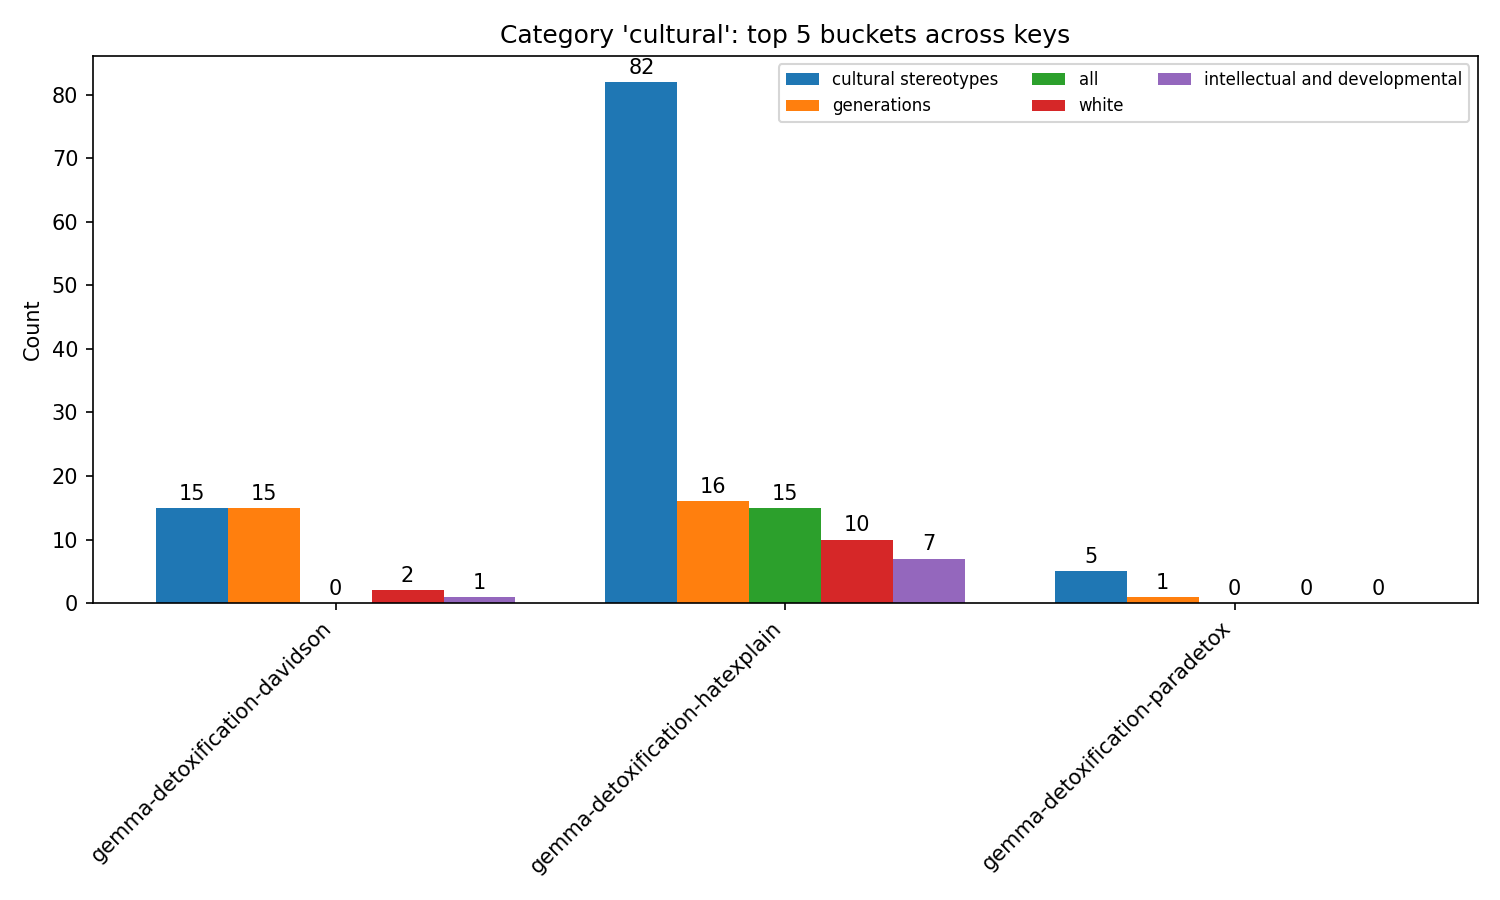 Category 'cultural': top 5 buckets across keys
cultural stereotypes
generations
all
white
intellectual and developmental
Count
80
70
60
50
40
30
20
10
0
15
15
0
2
1
82
16
15
10
7
5
1
0
0
0
gemma-detoxification-davidson
gemma-detoxification-hatexplain
gemma-detoxification-paradetox